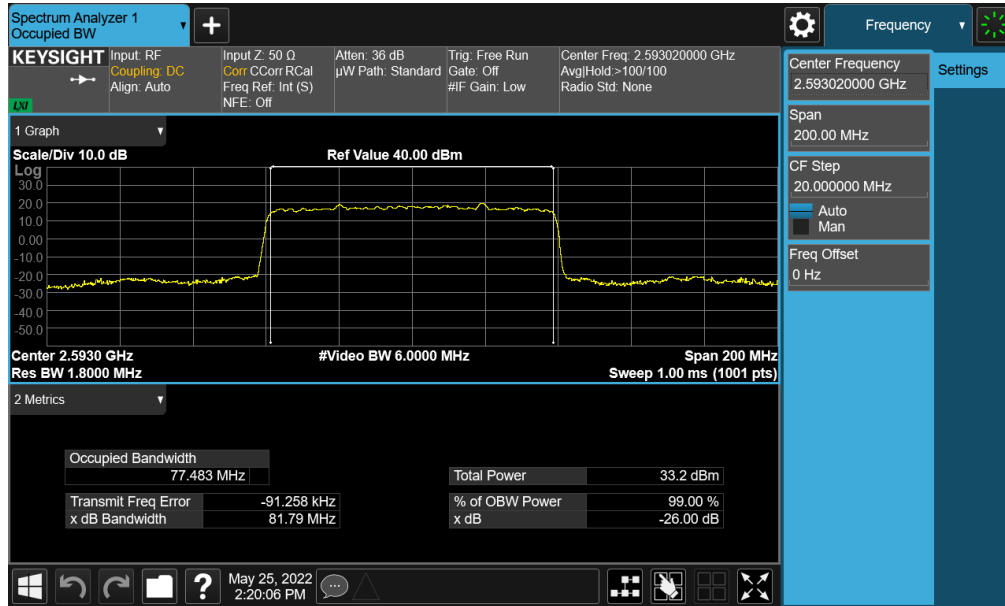 Spectrum Analyzer 1
Occupied BW
+
Frequency
KEYSIGHT
LXI
Input: RF
Coupling: DC
Align: Auto
Input Z: 50 Ω
Corr CCorr RCal
Freq Ref: Int (S)
NFE: Off
Atten: 36 dB
µW Path: Standard
Trig: Free Run
Gate: Off
#IF Gain: Low
Center Freq: 2.593020000 GHz
Avg|Hold:>100/100
Radio Std: None
Center Frequency
2.593020000 GHz
Settings
Span
200.00 MHz
CF Step
20.000000 MHz
Auto
Man
Freq Offset
0 Hz
1 Graph
Scale/Div 10.0 dB
Ref Value 40.00 dBm
Log
30.0
20.0
10.0
0.00
-10.0
-20.0
-30.0
-40.0
-50.0
Center 2.5930 GHz
#Video BW 6.0000 MHz
Span 200 MHz
Res BW 1.8000 MHz
Sweep 1.00 ms (1001 pts)
2 Metrics
Occupied Bandwidth
77.483 MHz
Total Power 33.2 dBm
Transmit Freq Error -91.258 kHz
% of OBW Power 99.00 %
x dB Bandwidth 81.79 MHz
x dB -26.00 dB
?
May 25, 2022
2:20:06 PM